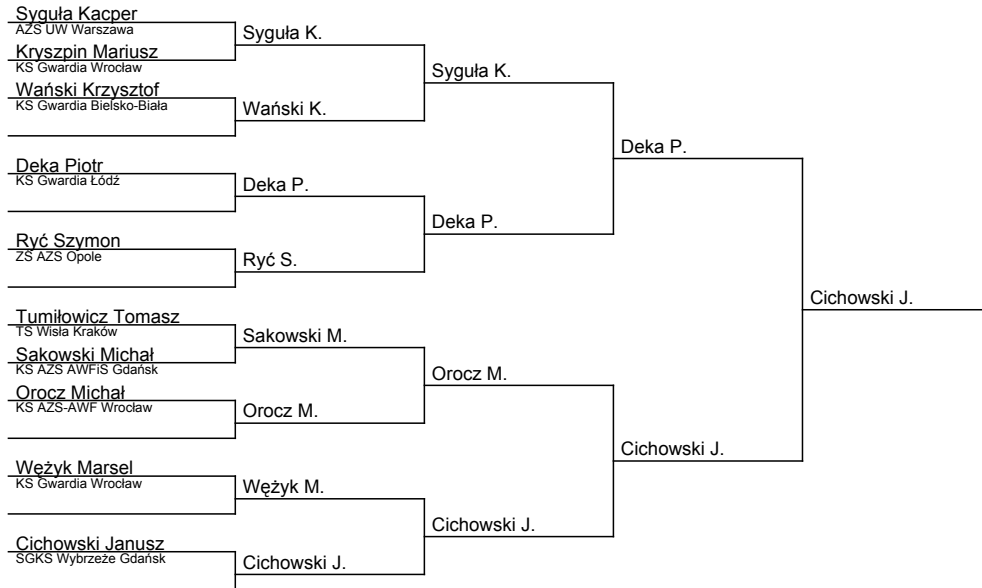 Syguła Kacper
AZS UW Warszawa
Kryszpin Mariusz
KS Gwardia Wrocław
Wański Krzysztof
KS Gwardia Bielsko-Biała
Deka Piotr
KS Gwardia Łódź
Ryć Szymon
ZS AZS Opole
Tumiłowicz Tomasz
TS Wisła Kraków
Sakowski Michał
KS AZS AWFiS Gdańsk
Orocz Michał
KS AZS-AWF Wrocław
Wężyk Marsel
KS Gwardia Wrocław
Cichowski Janusz
SGKS Wybrzeże Gdańsk
Syguła K.
Wański K.
Deka P.
Ryć S.
Sakowski M.
Orocz M.
Wężyk M.
Cichowski J.
Syguła K.
Deka P.
Orocz M.
Cichowski J.
Deka P.
Cichowski J.
Cichowski J.